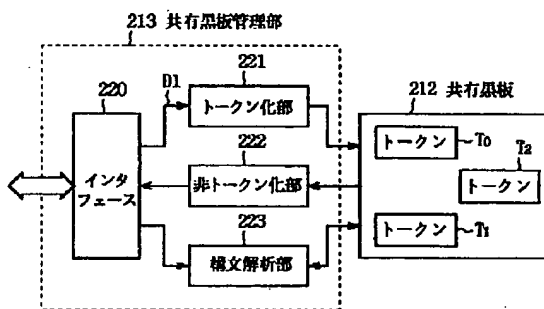 213 共有黒板管理部
220
D1
221
トークン化部
212 共有黒板
トークン
T0
T2
トークン
222
インタ
フェース
非トークン化部
223
トークン
T1
構文解析部